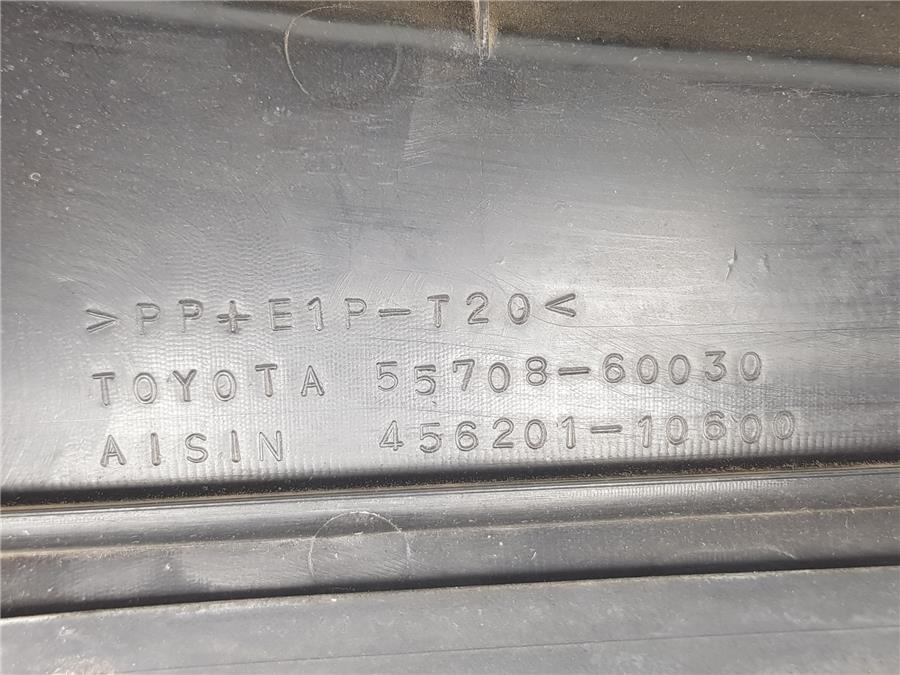 >PP+E1P-T20<
TOYOTA 55708-60030
AISIN 456201-10600